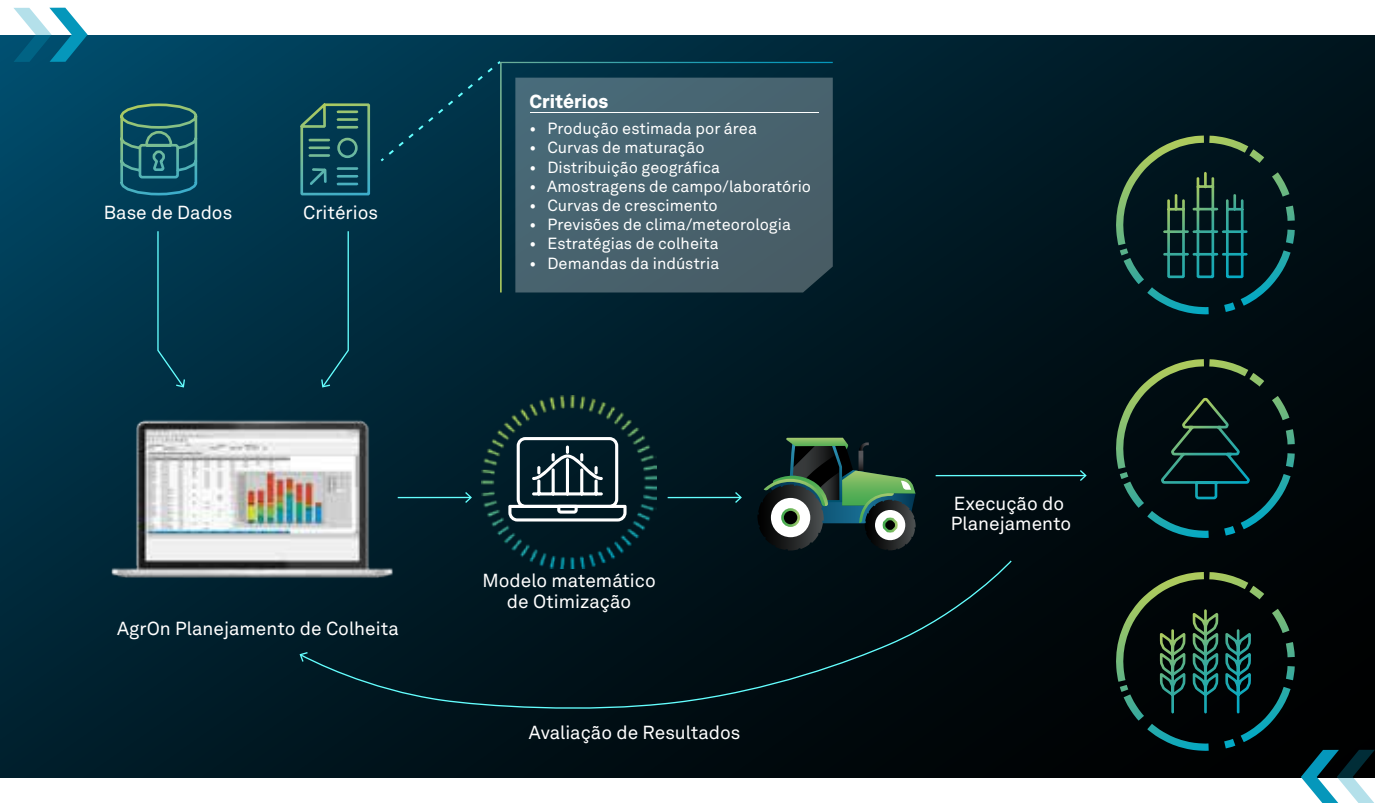 Base de Dados
Critérios
Critérios
• Produção estimada por área
• Curvas de maturação
• Distribuição geográfica
• Amostragens de campo/laboratório
• Curvas de crescimento
• Previsões de clima/meteorologia
• Estratégias de colheita
• Demandas da indústria
AgrOn Planejamento de Colheita
Modelo matemático
de Otimização
Execução do
Planejamento
Avaliação de Resultados